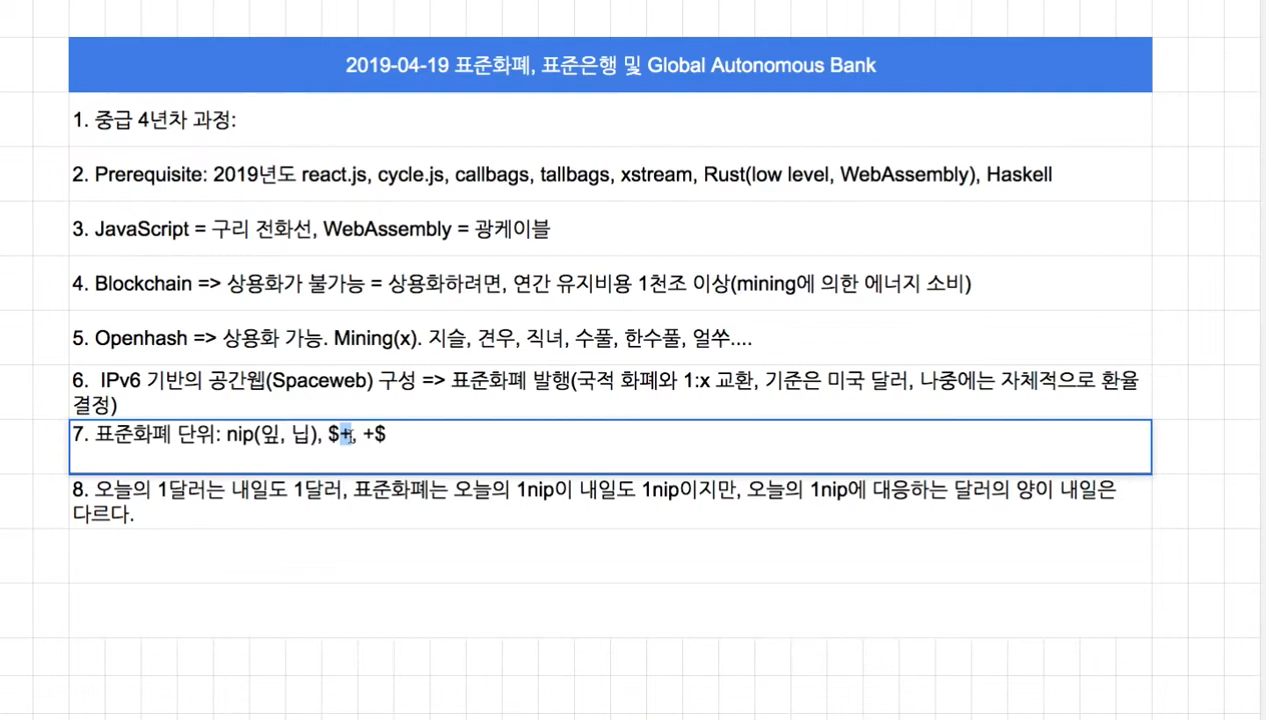 2019-04-19 표준화폐, 표준은행 및 Global Autonomous Bank
1. 중급 4년차 과정:
2. Prerequisite: 2019년도 react.js, cycle.js, callbags, tallbags, xstream, Rust(low level, WebAssembly), Haskell
3. JavaScript = 구리 전화선, WebAssembly = 광케이블
4. Blockchain => 상용화가 불가능 = 상용화하려면, 연간 유지비용 1천조 이상(mining에 의한 에너지 소비)
5. Openhash => 상용화 가능. Mining(x). 지슬, 견우, 직녀, 수풀, 한수풀, 얼쑤....
6. IPv6 기반의 공간웹(Spaceweb) 구성 => 표준화폐 발행(국적 화폐와 1:x 교환, 기준은 미국 달러, 나중에는 자체적으로 환율
결정)
7. 표준화폐 단위: nip(잎, 닙), $+, +$
8. 오늘의 1달러는 내일도 1달러, 표준화폐는 오늘의 1nip이 내일도 1nip이지만, 오늘의 1nip에 대응하는 달러의 양이 내일은
다르다.